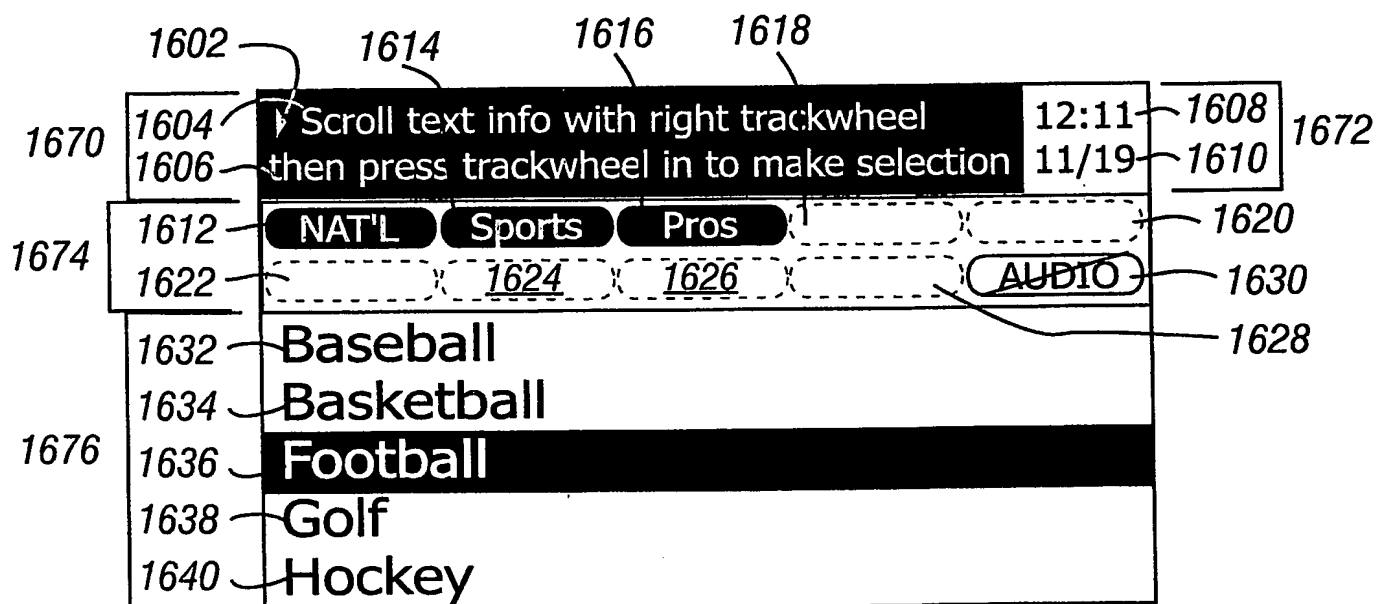 1602 1614 1616 1618
1670 1604 Scroll text info with right trackwheel 12:11 1608 1672
1606 then press trackwheel in to make selection 11/19 1610
1674 1612 NAT'L Sports Pros 1620
1622 1624 1626 AUDIO 1630
1632 Baseball 1628
1634 Basketball
1676 1636 Football
1638 Golf
1640 Hockey